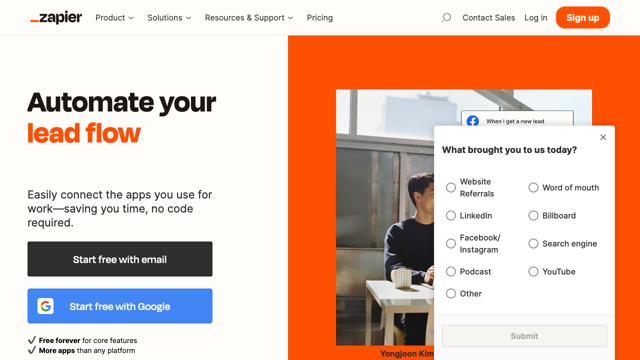 zapier
Product
Solutions
Resources & Support
Pricing
Contact Sales
Log in
Sign up
Automate your
lead flow
Easily connect the apps you use for
work—saving you time, no code
required.
Start free with email
Start free with Google
Free forever for core features
More apps than any platform
When I get a new lead
Yongjoon Kim
What brought you to us today?
Website
Referrals
Word of mouth
LinkedIn
Billboard
Facebook/
Instagram
Search engine
Podcast
YouTube
Other
Submit